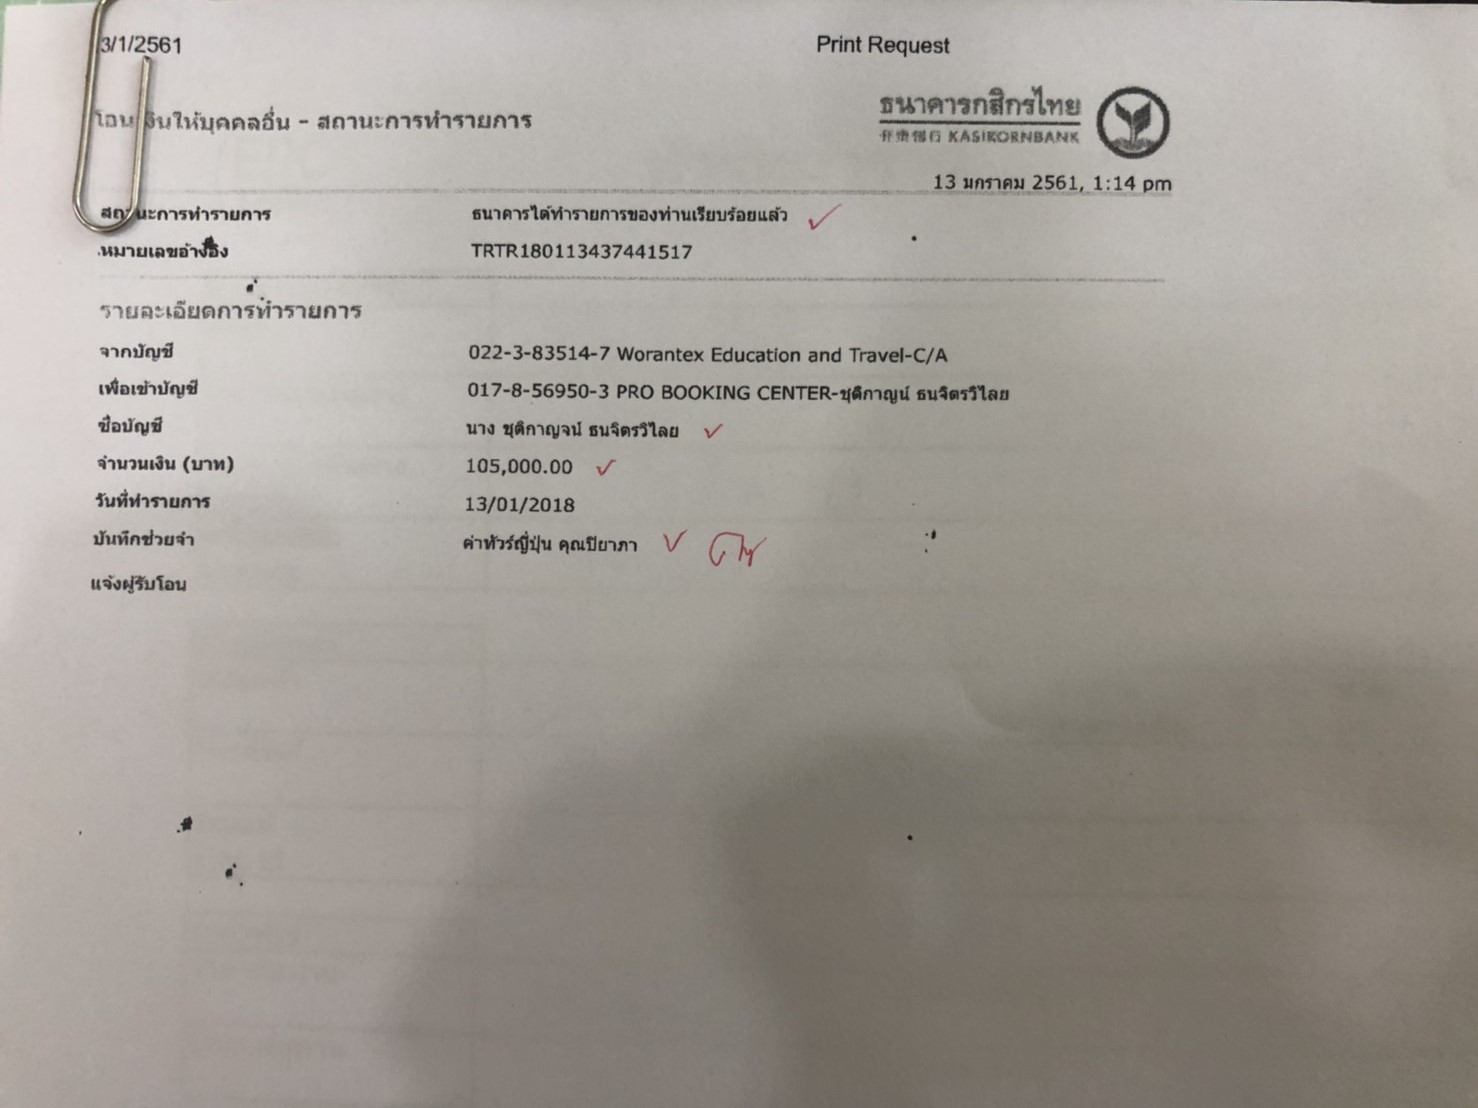 3/1/2561 Print Request
โอนเงินให้บุคคลอื่น - สถานะการทำรายการ
ธนาคารกสิกรไทย
开泰银行 KASIKORNBANK
13 มกราคม 2561, 1:14 pm
สถานะการทำรายการ ธนาคารได้ทำรายการของท่านเรียบร้อยแล้ว
หมายเลขอ้างอิง TRTR180113437441517
รายละเอียดการทำรายการ
จากบัญชี 022-3-83514-7 Worantex Education and Travel-C/A
เพื่อเข้าบัญชี 017-8-56950-3 PRO BOOKING CENTER-ชุติกาญน์ ธนจิตรวิไลย
ชื่อบัญชี นาง ชุติกาญจน์ ธนจิตรวิไลย
จำนวนเงิน (บาท) 105,000.00
วันที่ทำรายการ 13/01/2018
บันทึกช่วยจำ ค่าทัวร์ญี่ปุ่น คุณปิยาภา
แจ้งผู้รับโอน